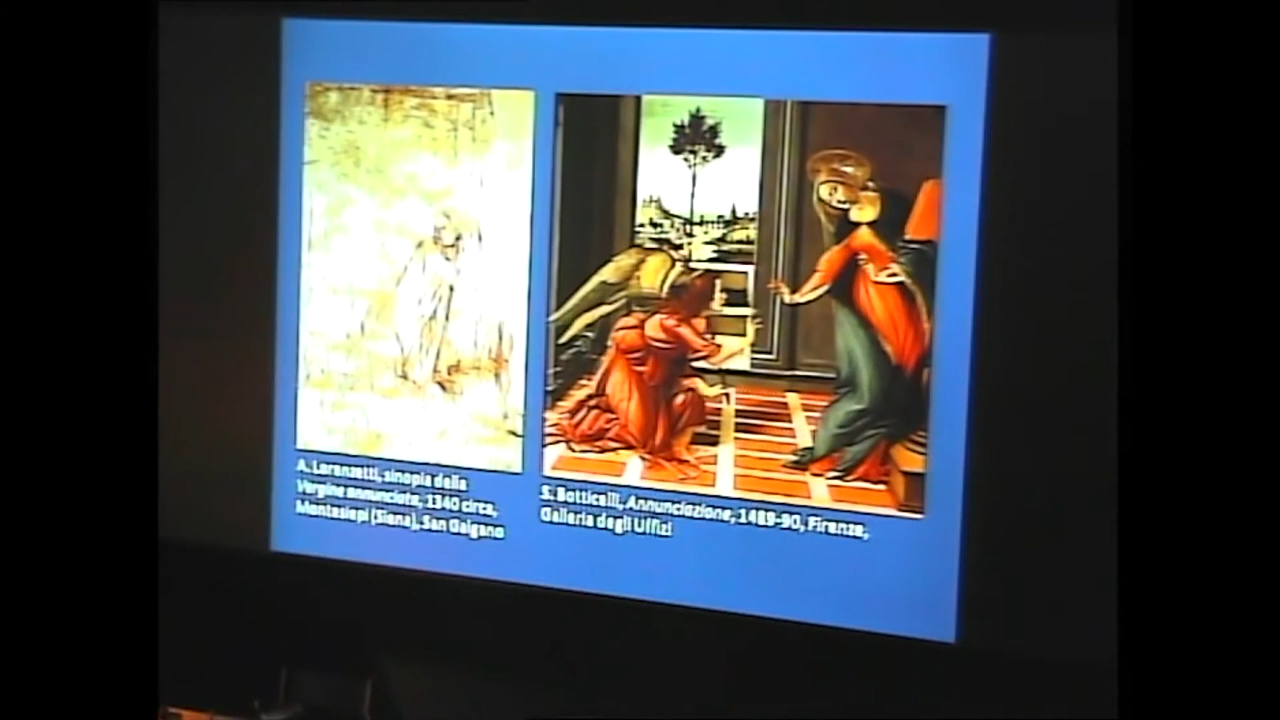 A. Lorenzetti, sinopia della
Vergine annunciata, 1340 circa,
Montesiepi (Siena), San Galgano
S. Botticelli, Annunciazione, 1489-90, Firenze,
Galleria degli Uffizi